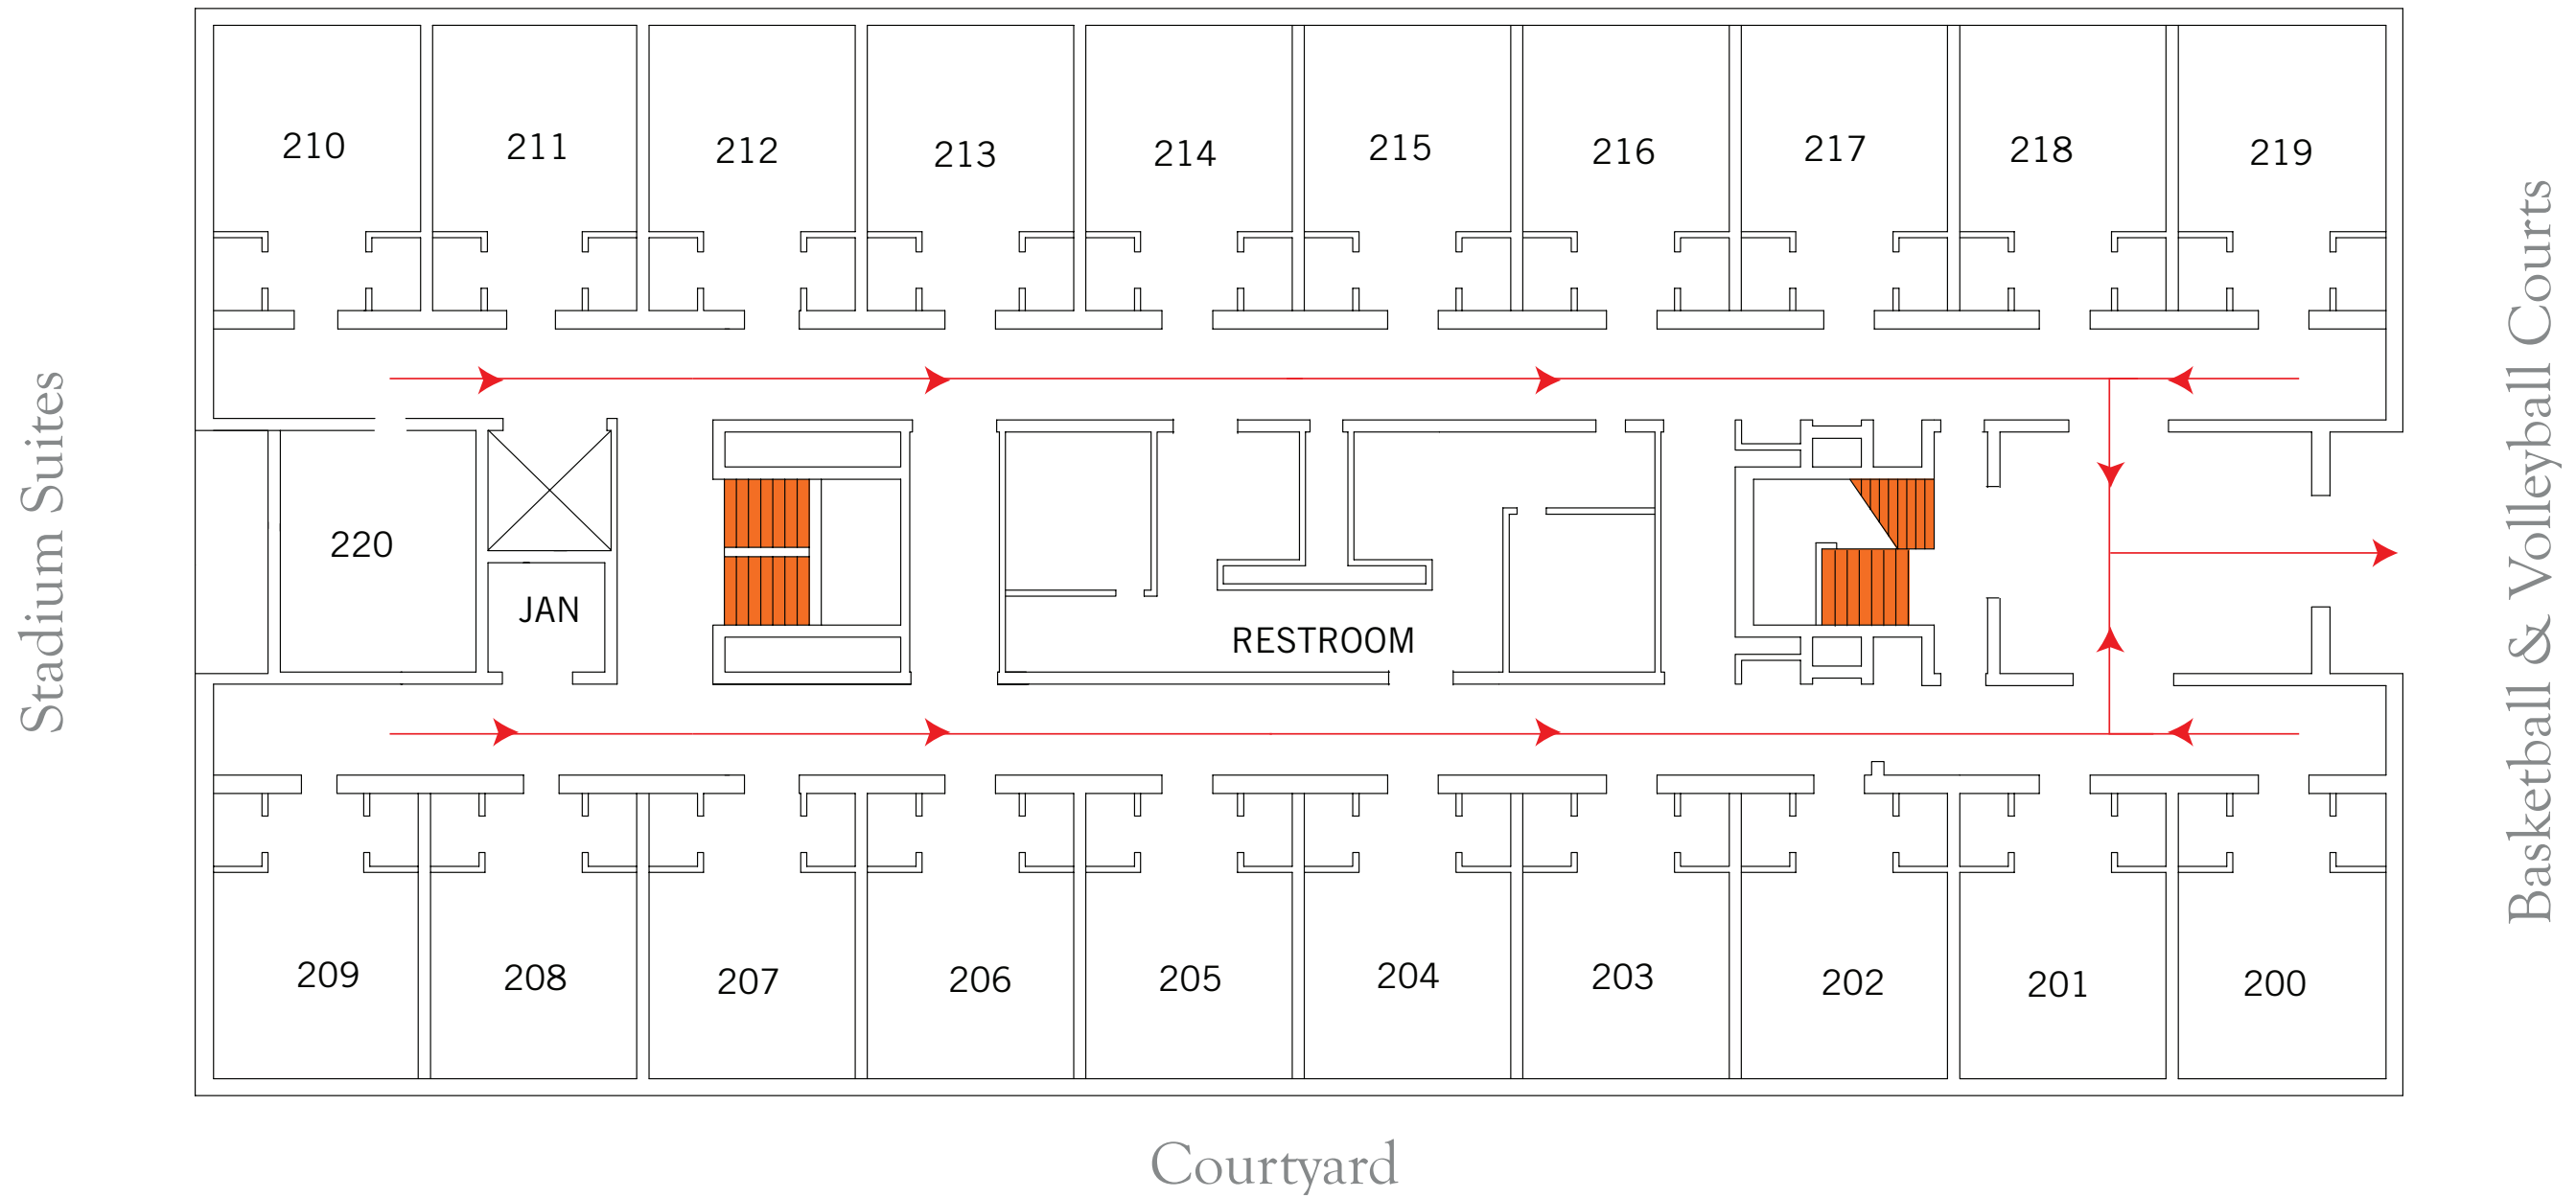 210 211 212 213 214 215 216 217 218 219
Stadium Suites
Basketball & Volleyball Courts
220
JAN
RESTROOM
209 208 207 206 205 204 203 202 201 200
Courtyard